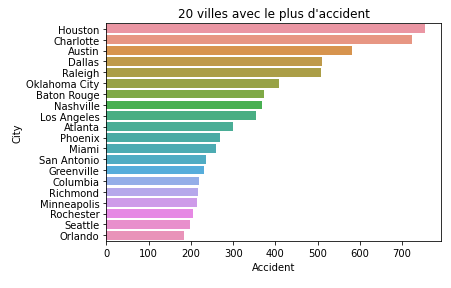 20 villes avec le plus d'accident
City
Houston
Charlotte
Austin
Dallas
Raleigh
Oklahoma City
Baton Rouge
Nashville
Los Angeles
Atlanta
Phoenix
Miami
San Antonio
Greenville
Columbia
Richmond
Minneapolis
Rochester
Seattle
Orlando
0 100 200 300 400 500 600 700
Accident